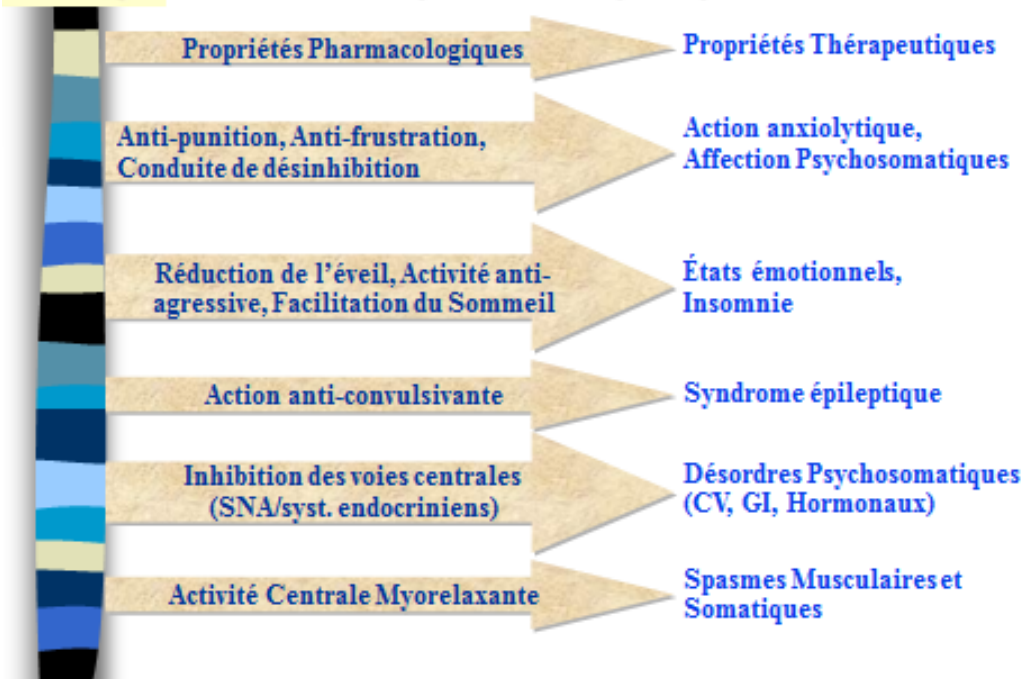 Propriétés Pharmacologiques
Propriétés Thérapeutiques
Anti-punition, Anti-frustration,
Conduite de désinhibition
Action anxiolytique,
Affection Psychosomatiques
Réduction de l’éveil, Activité anti-
agressive, Facilitation du Sommeil
États émotionnels,
Insomnie
Action anti-convulsivante
Syndrome épileptique
Inhibition des voies centrales
(SNA/syst. endocriniens)
Désordres Psychosomatiques
(CV, GI, Hormonaux)
Activité Centrale Myorelaxante
Spasmes Musculaires et
Somatiques